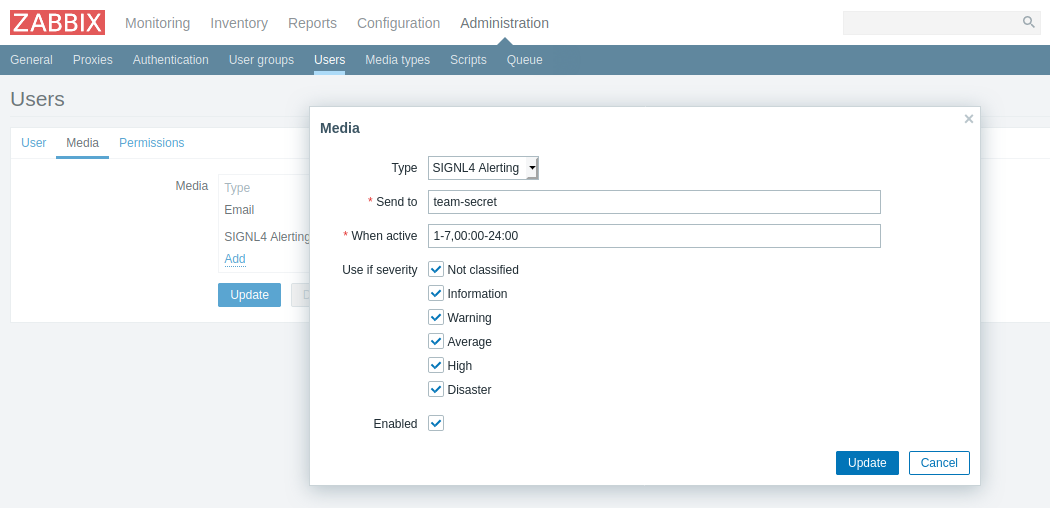 ZABBIX Monitoring Inventory Reports Configuration Administration
General Proxies Authentication User groups Users Media types Scripts Queue
Users
User Media Permissions
Media
Type
Email
SIGNL4 Alerting
Add
Update
Media
Type SIGNL4 Alerting
* Send to team-secret
* When active 1-7,00:00-24:00
Use if severity Not classified
Information
Warning
Average
High
Disaster
Enabled
Update Cancel